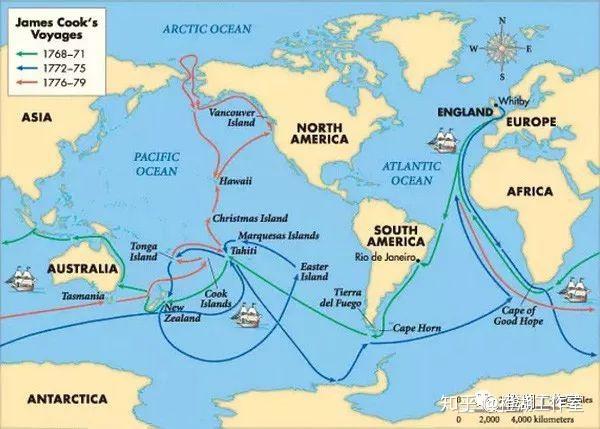 James Cook's
Voyages
1768–71
1772–75
1776–79
ARCTIC OCEAN
N
W
E
S
ASIA
Vancouver
Island
NORTH
AMERICA
ENGLAND
Whitby
EUROPE
PACIFIC
OCEAN
ATLANTIC
OCEAN
Hawaii
AFRICA
Christmas Island
Marquesas Islands
Tonga
Island
Tahiti
SOUTH
AMERICA
Rio de Janeiro
AUSTRALIA
Easter
Island
Tasmania
Cook
Islands
Tierra
del Fuego
New
Zealand
Cape Horn
Cape of
Good Hope
ANTARCTICA
0
2,000
4,000 kilometers
知乎 @醍醐工作室